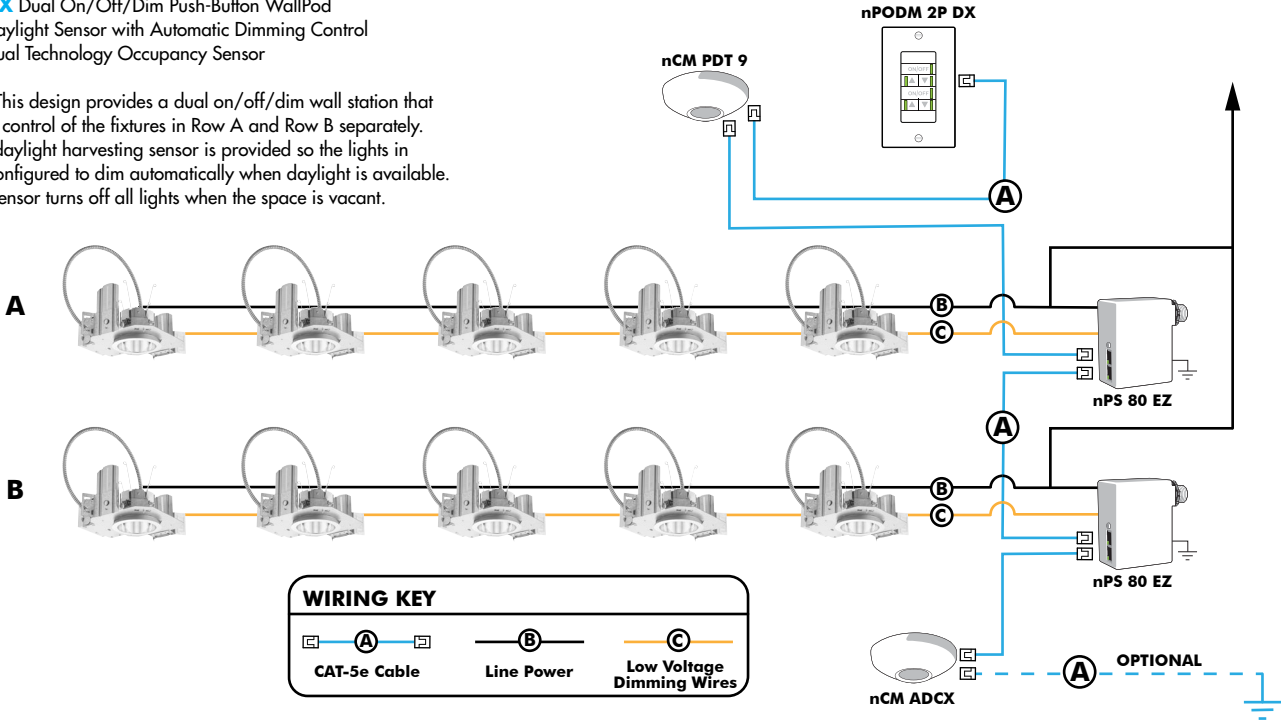 X Dual On/Off/Dim Push-Button WallPod
aylight Sensor with Automatic Dimming Control
ual Technology Occupancy Sensor
This design provides a dual on/off/dim wall station that
control of the fixtures in Row A and Row B separately.
daylight harvesting sensor is provided so the lights in
onfigured to dim automatically when daylight is available.
ensor turns off all lights when the space is vacant.
nPODM 2P DX
nCM PDT 9
ON/OFF
ON/OFF
A
A
B
C
nPS 80 EZ
A
B
B
C
nPS 80 EZ
WIRING KEY
A
B
C
CAT-5e Cable
Line Power
Low Voltage
Dimming Wires
nCM ADCX
A
OPTIONAL